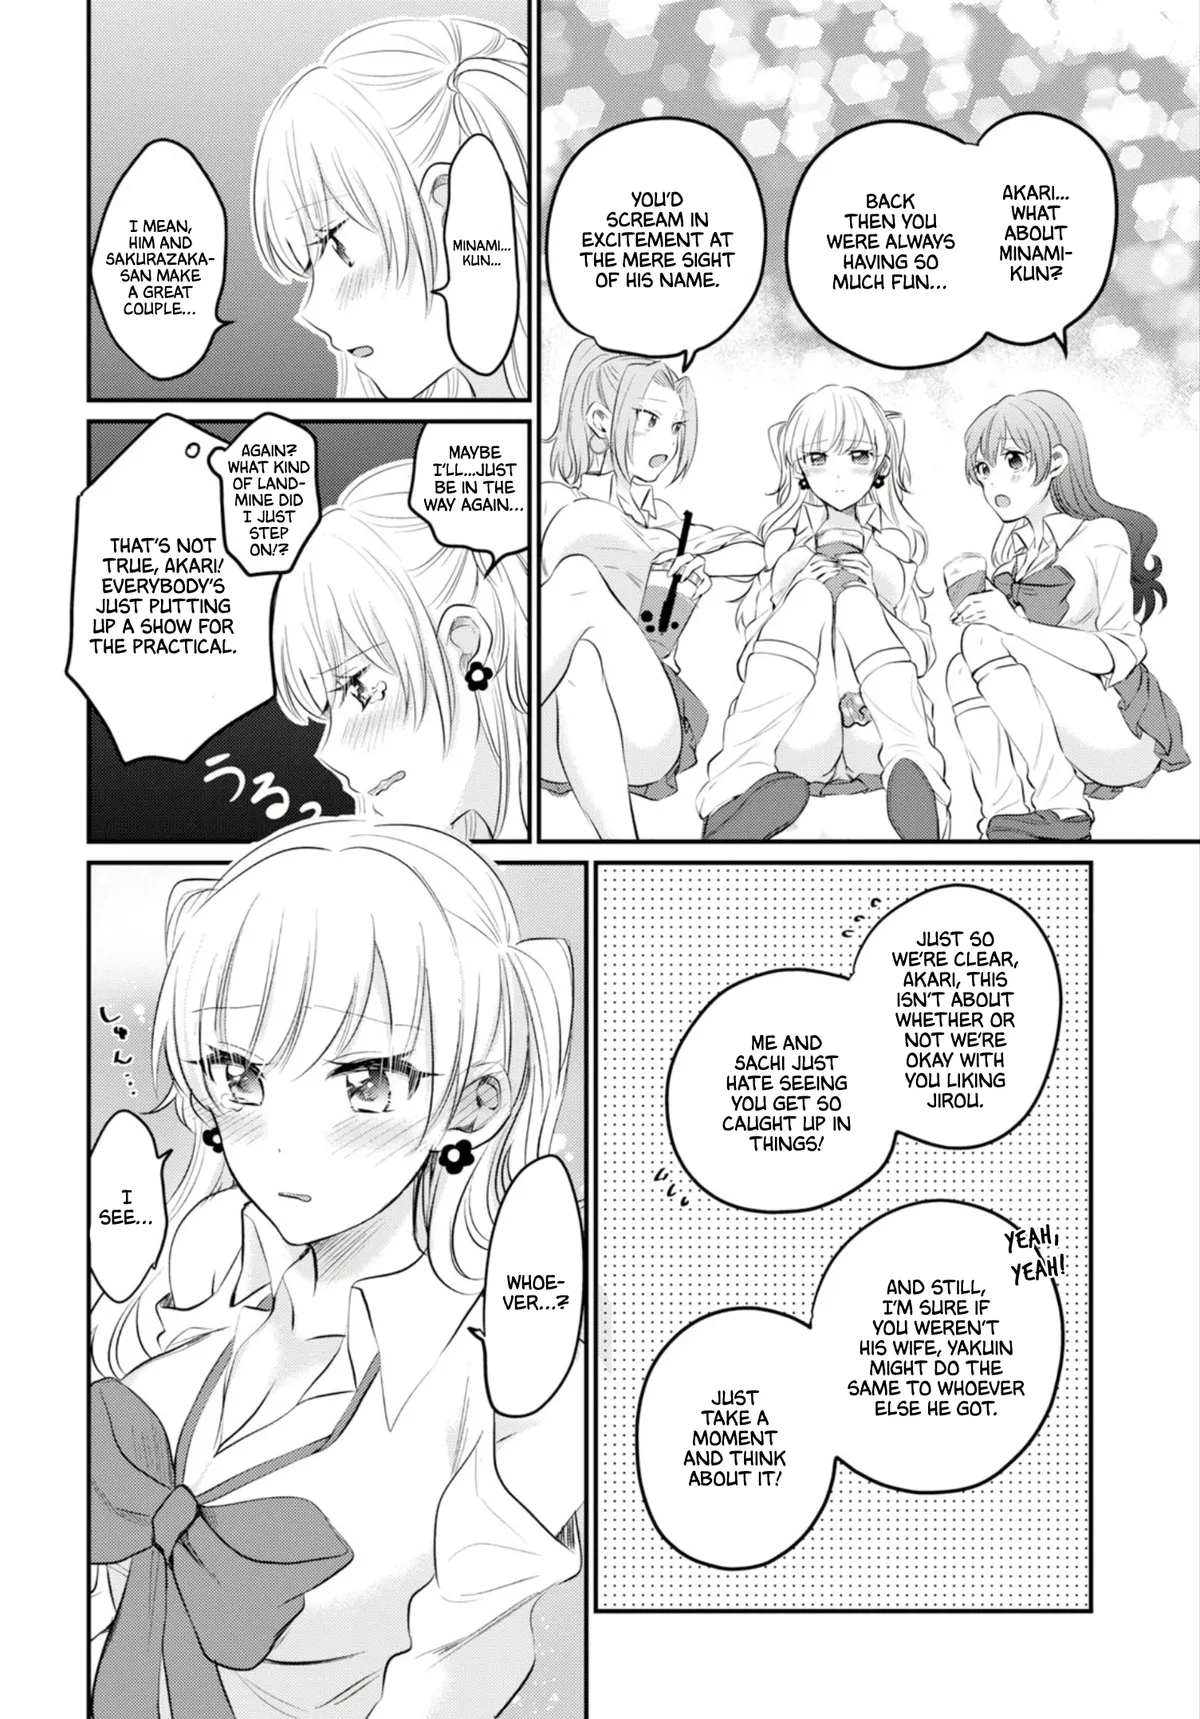 AKARI...
WHAT
ABOUT
MINAMI-
KUN?
BACK
THEN YOU
WERE ALWAYS
HAVING SO
MUCH FUN...
YOU'D
SCREAM IN
EXCITEMENT AT
THE MERE SIGHT
OF HIS NAME.
MINAMI...
KUN...
I MEAN,
HIM AND
SAKURAZAKA-
SAN MAKE
A GREAT
COUPLE...
MAYBE
I'LL...JUST
BE IN THE
WAY AGAIN...
AGAIN?
WHAT KIND
OF LAND-
MINE DID
I JUST
STEP
ON!?
THAT'S NOT
TRUE, AKARI!
EVERYBODY'S
JUST PUTTING
UP A SHOW FOR
THE PRACTICAL.
うるっ
JUST SO
WE'RE CLEAR,
AKARI, THIS
ISN'T ABOUT
WHETHER OR
NOT WE'RE
OKAY WITH
YOU LIKING
JIROU.
ME AND
SACHI JUST
HATE SEEING
YOU GET SO
CAUGHT UP IN
THINGS!
YEAH,
YEAH!
AND STILL,
I'M SURE IF
YOU WEREN'T
HIS WIFE, YAKUIN
MIGHT DO THE
SAME TO WHOEVER
ELSE HE GOT.
JUST
TAKE A
MOMENT
AND THINK
ABOUT IT!
WHOE-
VER...?
しゅん...
I
SEE...